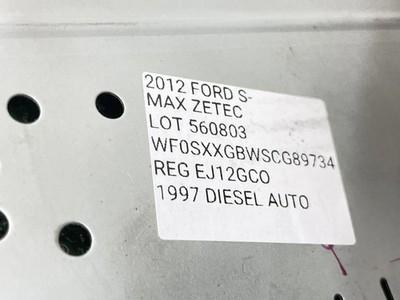 2012 FORD S-
MAX ZETEC
LOT 560803
WF0SXXGBWSCG89734
REG EJ12GCO
1997 DIESEL AUTO